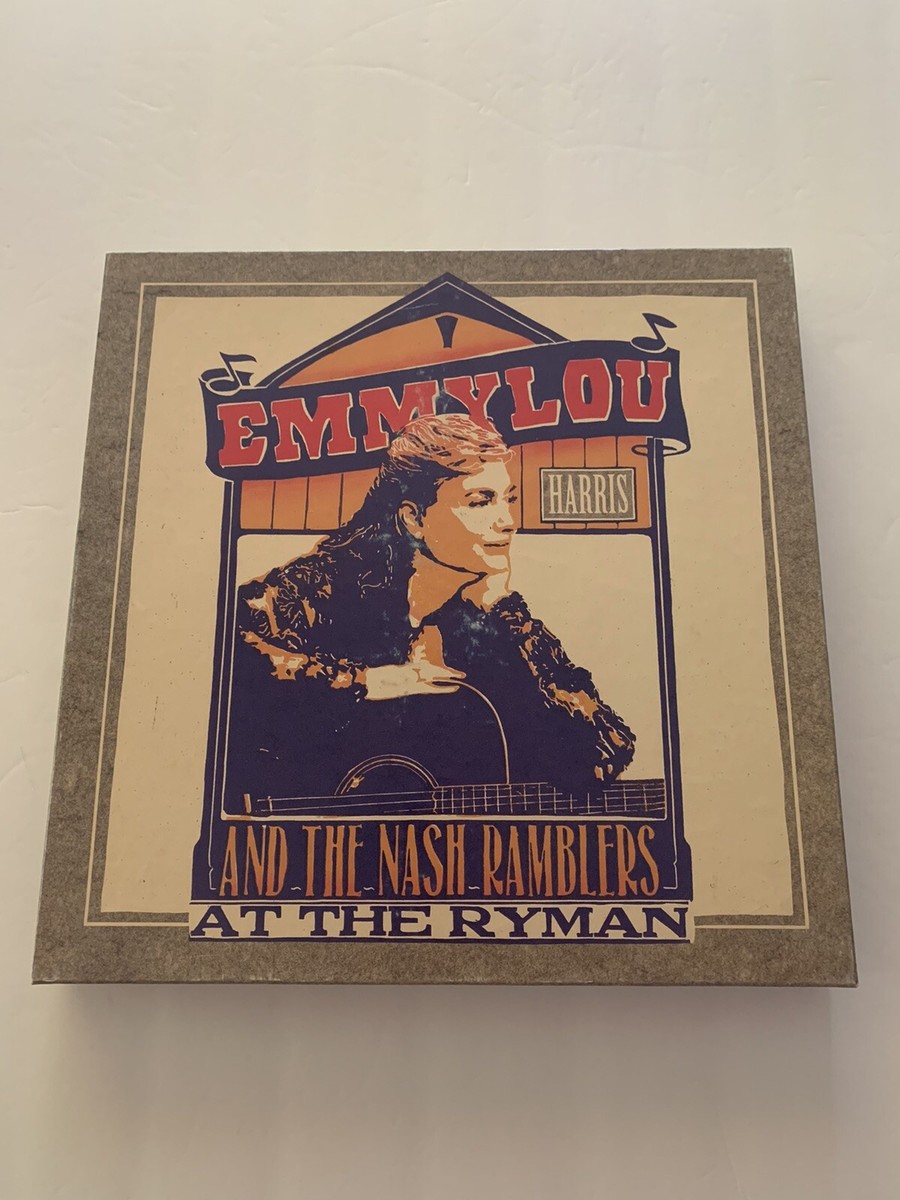 EMMYLOU
HARRIS
AND THE NASH RAMBLERS
AT THE RYMAN